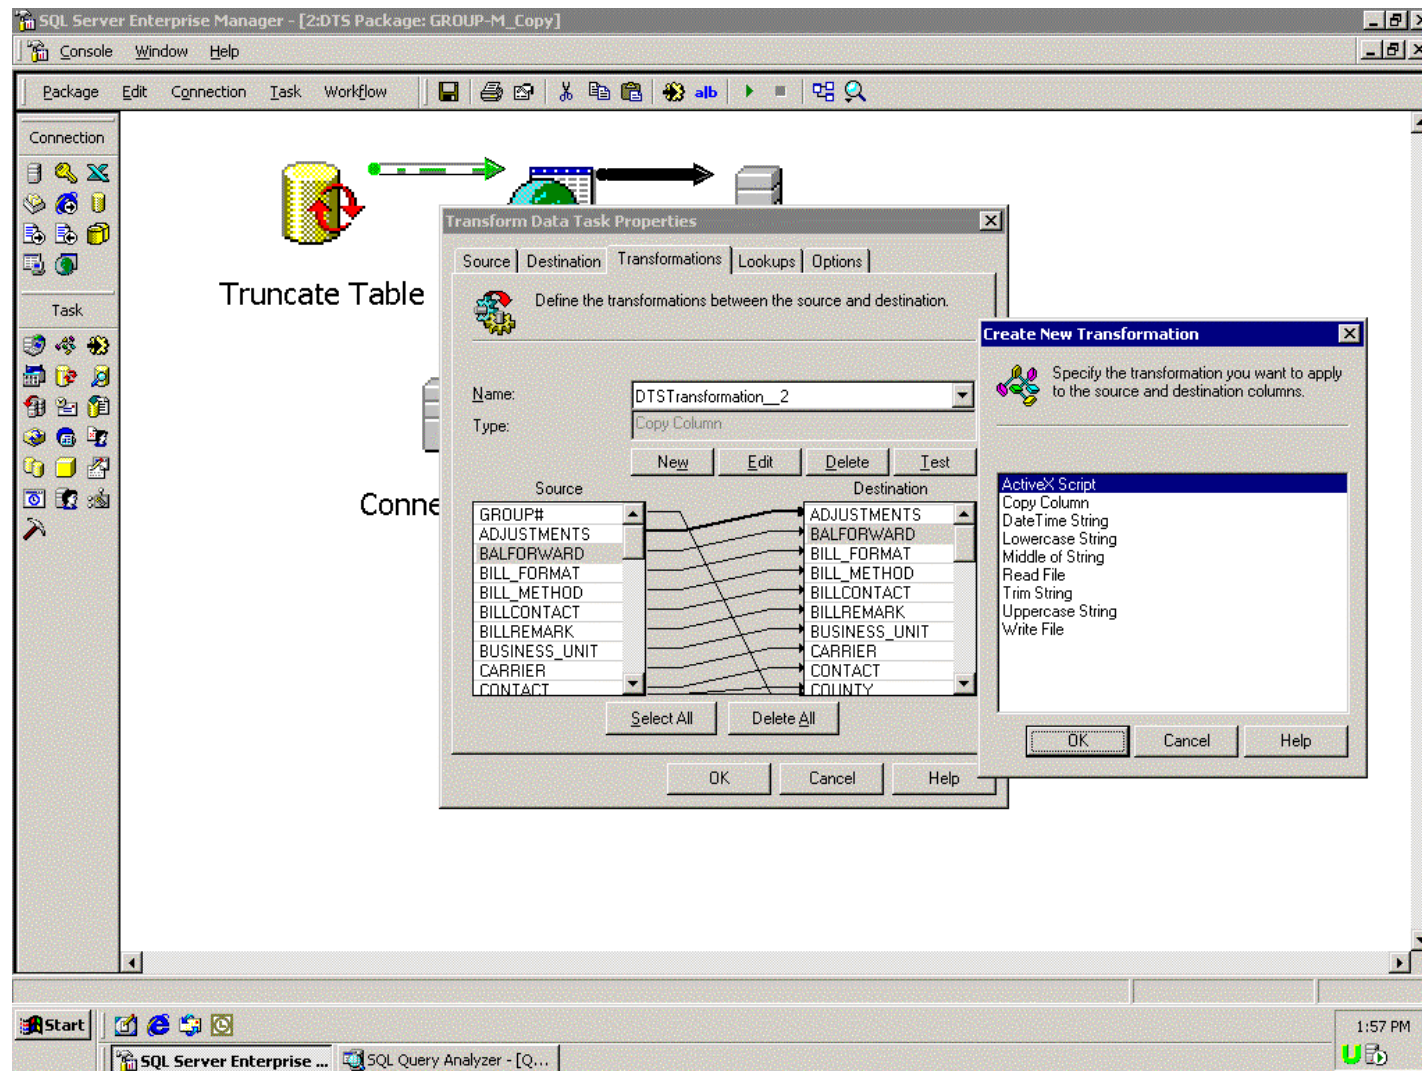 SQL Server Enterprise Manager - [2:DTS Package: GROUP-M_Copy]
Console Window Help
Package Edit Connection Task Workflow alb
Connection
Task
Truncate Table
Conne
Transform Data Task Properties
Source Destination Transformations Lookups Options
Define the transformations between the source and destination.
Name: DTSTransformation__2
Type: Copy Column
New Edit Delete Test
Source Destination
GROUP# ADJUSTMENTS
ADJUSTMENTS BALFORWARD
BALFORWARD BILL_FORMAT
BILL_FORMAT BILL_METHOD
BILL_METHOD BILLCONTACT
BILLCONTACT BILLREMARK
BILLREMARK BUSINESS_UNIT
BUSINESS_UNIT CARRIER
CARRIER CONTACT
CONTACT COUNTY
Select All Delete All
OK Cancel Help
Create New Transformation
Specify the transformation you want to apply
to the source and destination columns.
ActiveX Script
Copy Column
DateTime String
Lowercase String
Middle of String
Read File
Trim String
Uppercase String
Write File
OK Cancel Help
Start
1:57 PM
SQL Server Enterprise ... SQL Query Analyzer - [Q...